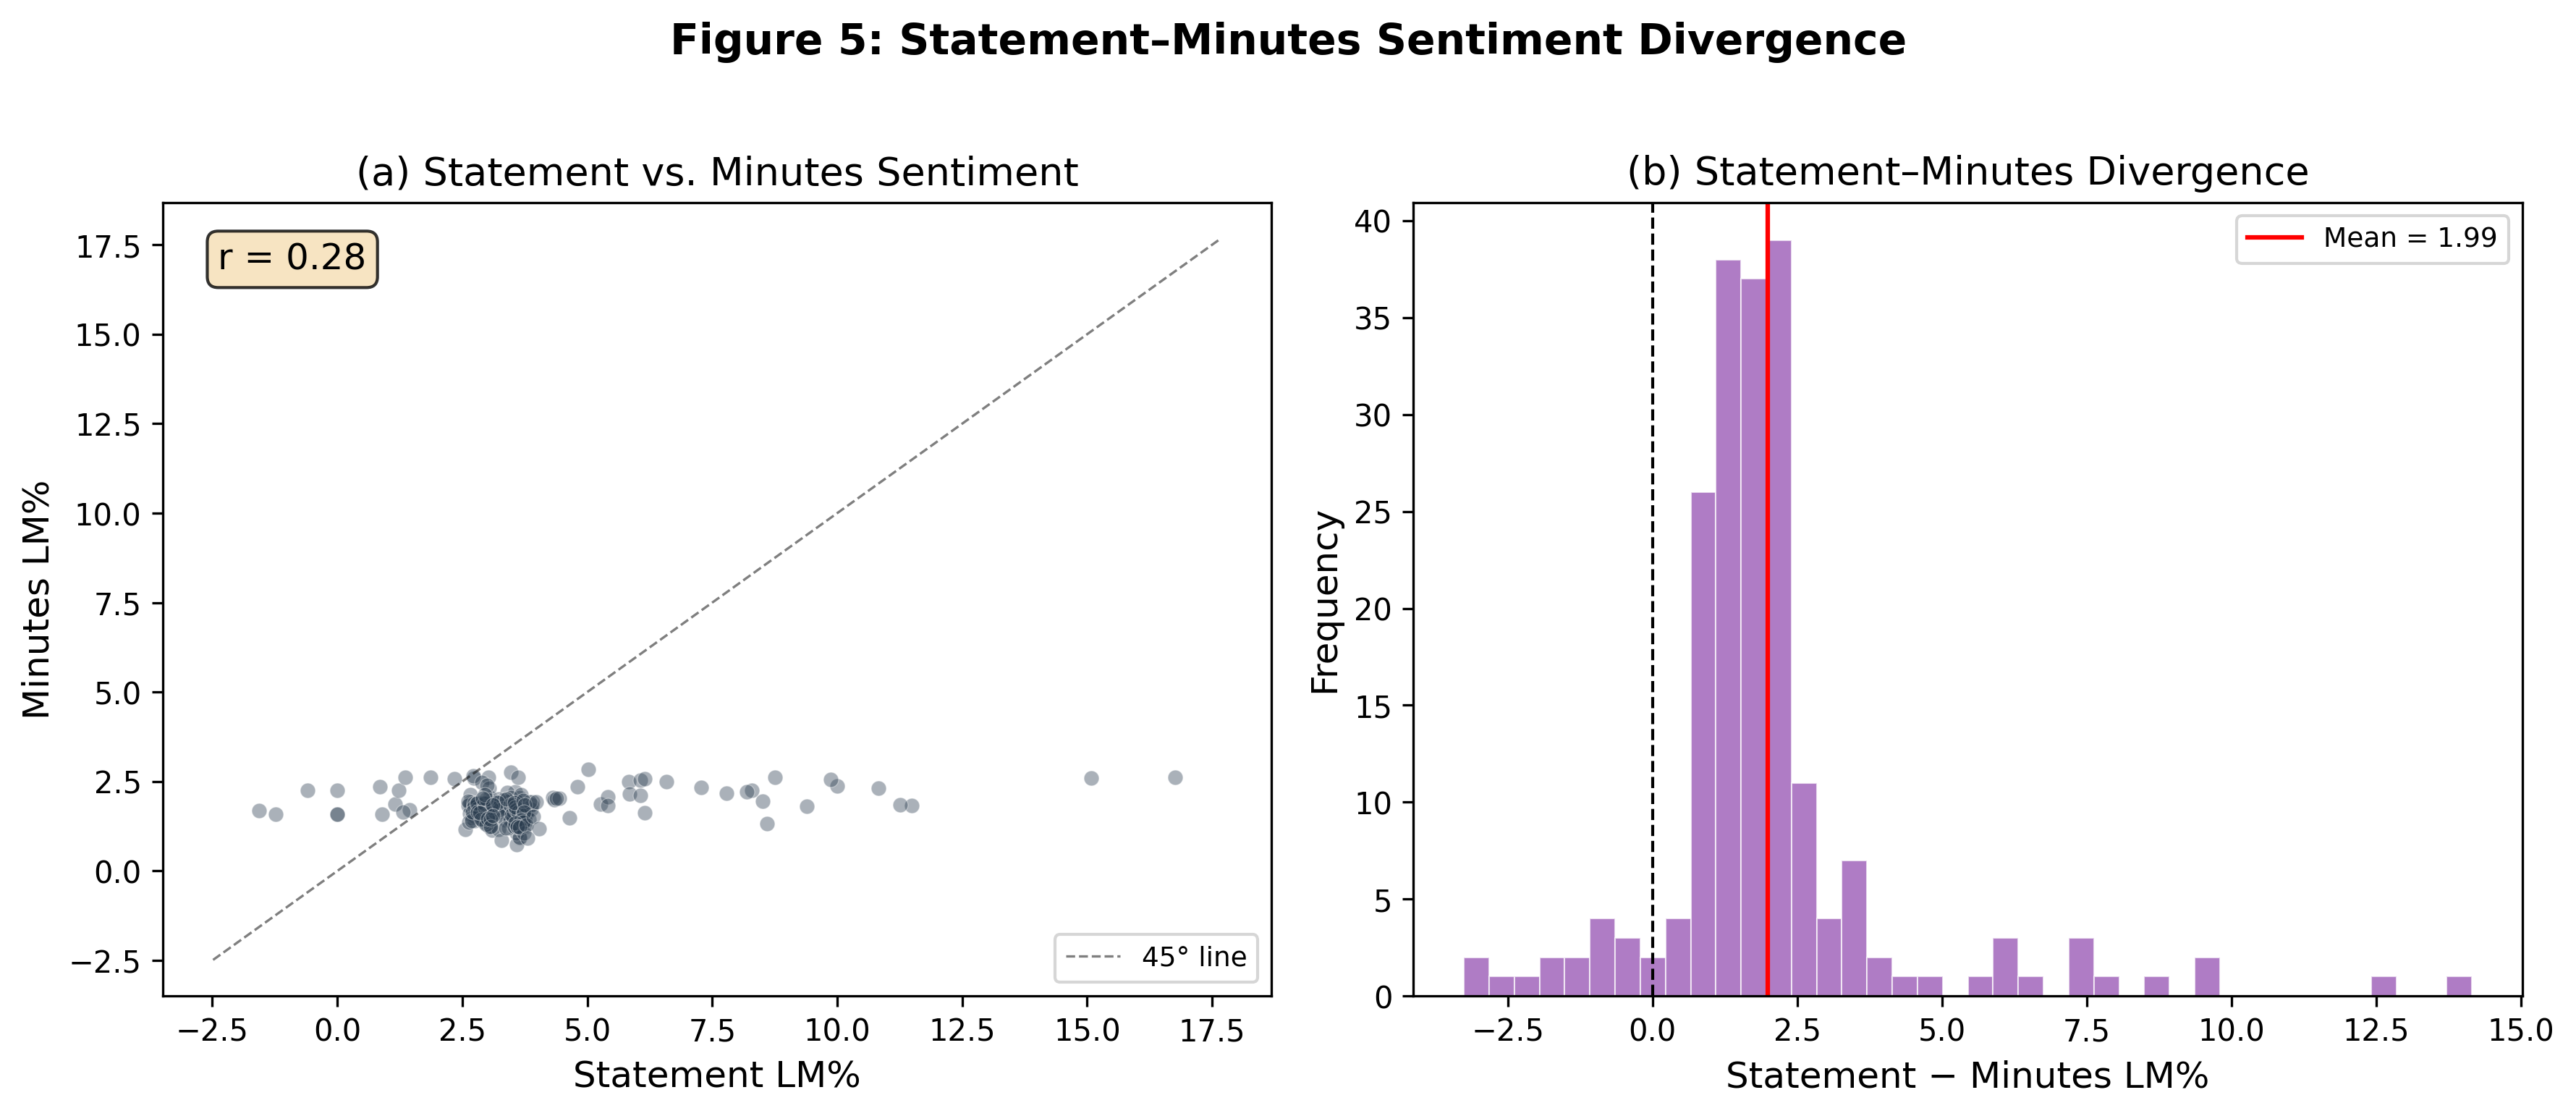 Figure 5: Statement–Minutes Sentiment Divergence
(a) Statement vs. Minutes Sentiment
r = 0.28
17.5
15.0
12.5
10.0
7.5
5.0
2.5
0.0
−2.5
Minutes LM%
45° line
−2.5 0.0 2.5 5.0 7.5 10.0 12.5 15.0 17.5
Statement LM%
(b) Statement–Minutes Divergence
Mean = 1.99
40
35
30
25
20
15
10
5
0
Frequency
−2.5 0.0 2.5 5.0 7.5 10.0 12.5 15.0
Statement − Minutes LM%